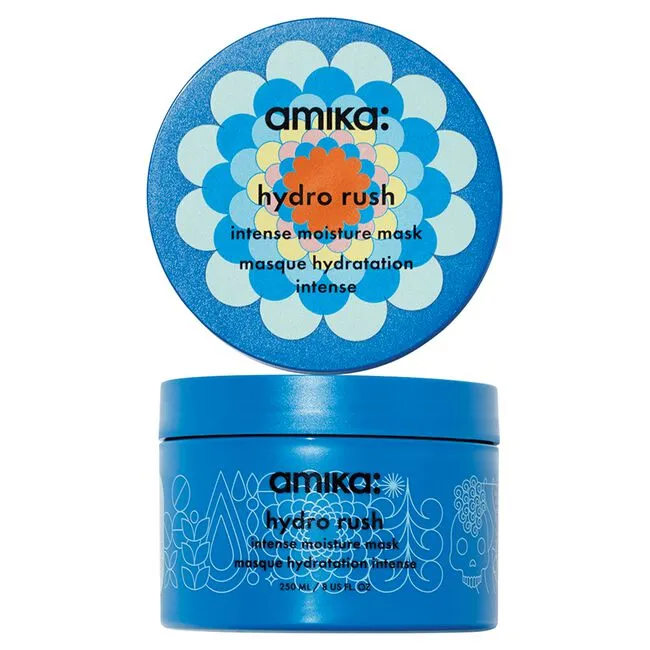 amika:
hydro rush
intense moisture mask
masque hydratation
intense
amika:
hydro rush
intense moisture mask
masque hydratation intense
250 ML / 8 US FL. OZ